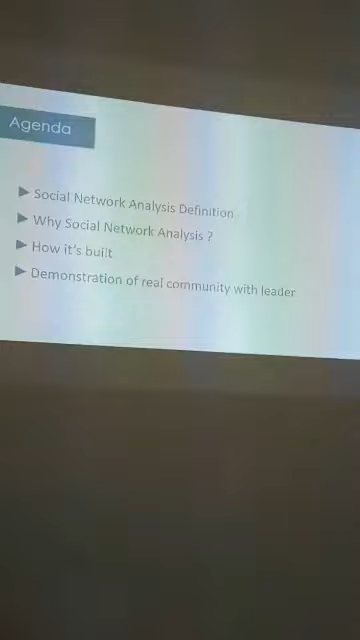 Agenda
Social Network Analysis Definition
Why Social Network Analysis ?
How it's built
Demonstration of real community with leader